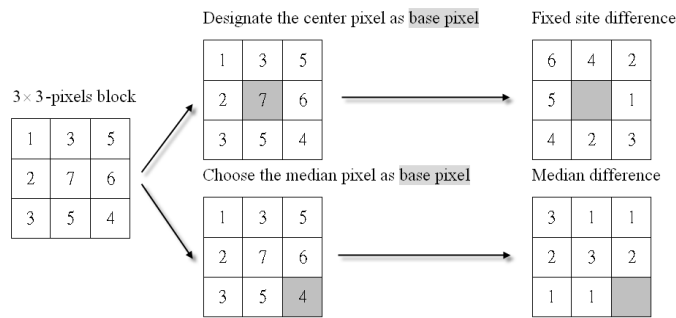 Designate the center pixel as base pixel
Fixed site difference
1 3 5
2 7 6
3 5 4
6 4 2
5 1
4 2 3
3×3-pixels block
1 3 5
2 7 6
3 5 4
Choose the median pixel as base pixel
Median difference
1 3 5
2 7 6
3 5 4
3 1 1
2 3 2
1 1